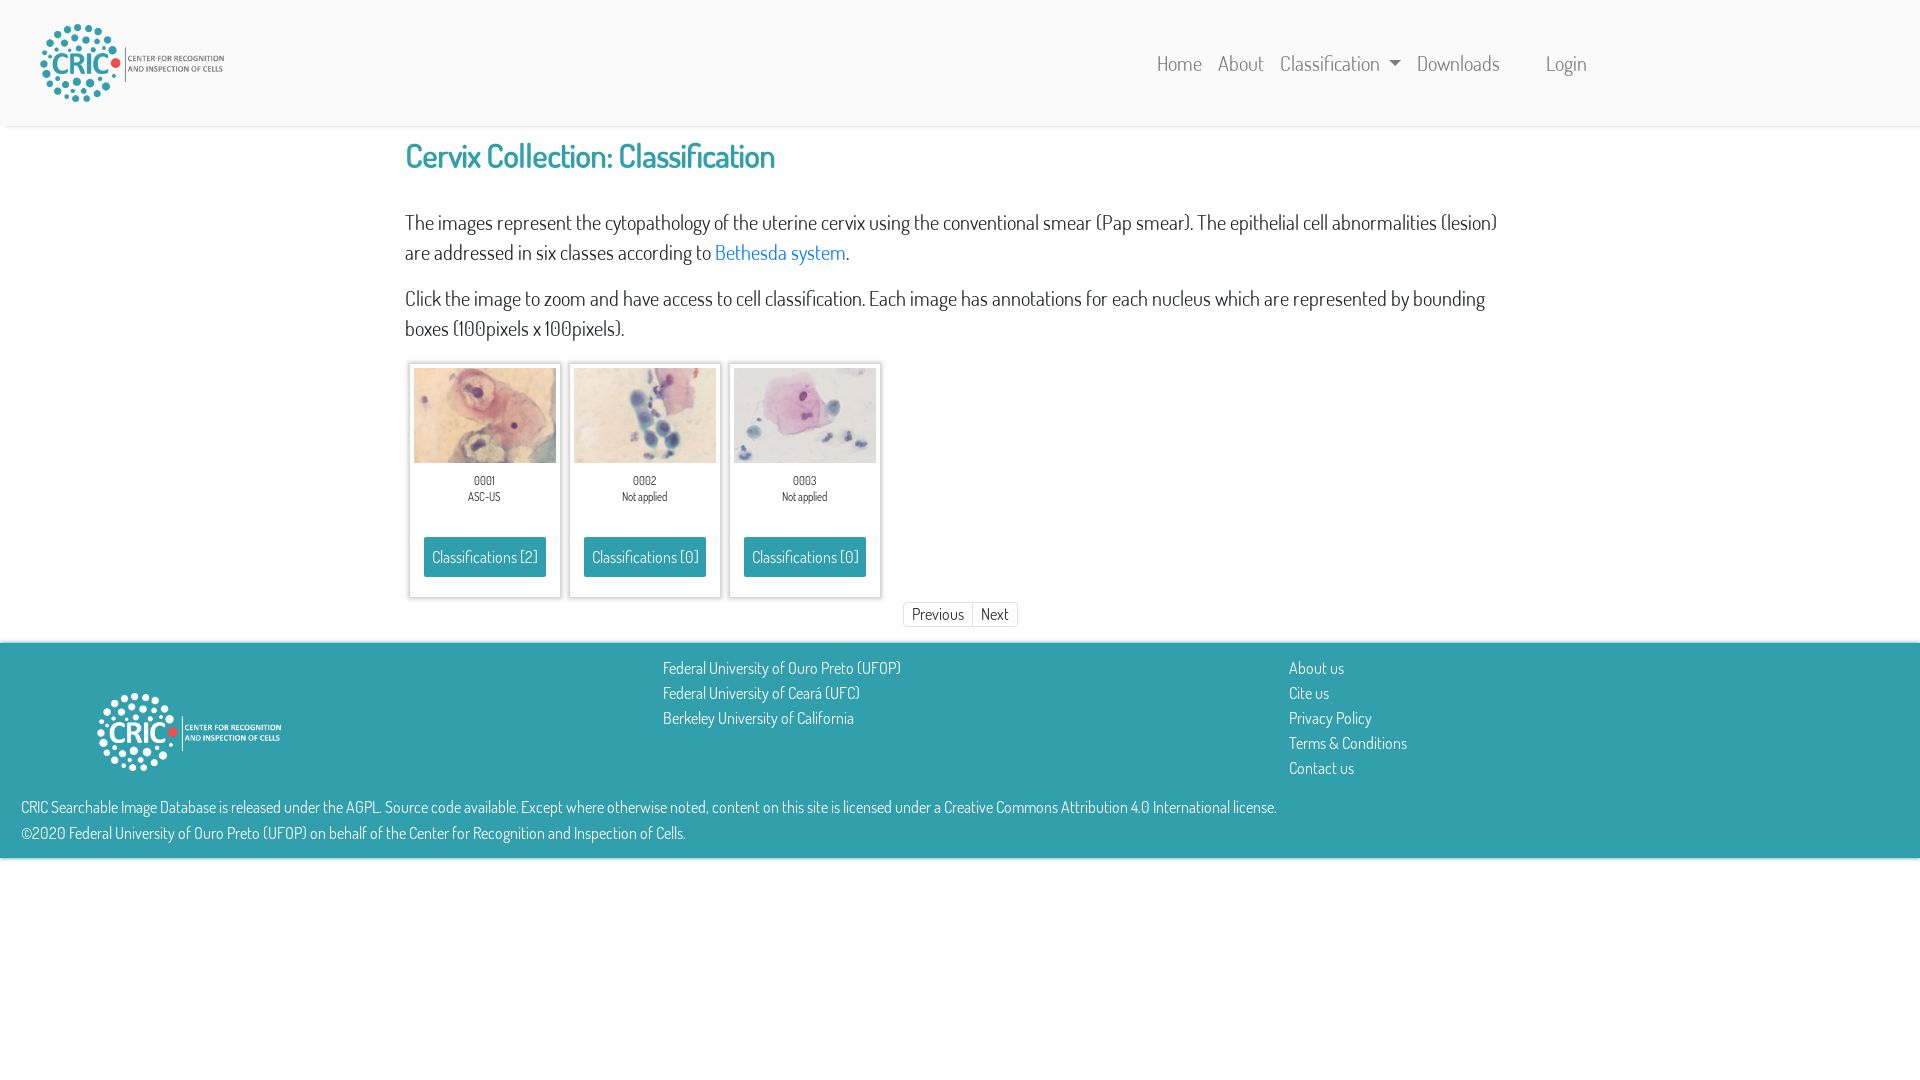 CRIC
CENTER FOR RECOGNITION
AND INSPECTION OF CELLS
Home
About
Classification
Downloads
Login
Cervix Collection: Classification
The images represent the cytopathology of the uterine cervix using the conventional smear (Pap smear). The epithelial cell abnormalities (lesion)
are addressed in six classes according to Bethesda system.
Click the image to zoom and have access to cell classification. Each image has annotations for each nucleus which are represented by bounding
boxes (100pixels x 100pixels).
0001
ASC-US
Classifications [2]
0002
Not applied
Classifications [0]
0003
Not applied
Classifications [0]
Previous
Next
CRIC
CENTER FOR RECOGNITION
AND INSPECTION OF CELLS
Federal University of Ouro Preto (UFOP)
Federal University of Ceará (UFC)
Berkeley University of California
About us
Cite us
Privacy Policy
Terms & Conditions
Contact us
CRIC Searchable Image Database is released under the AGPL. Source code available. Except where otherwise noted, content on this site is licensed under a Creative Commons Attribution 4.0 International license.
©2020 Federal University of Ouro Preto (UFOP) on behalf of the Center for Recognition and Inspection of Cells.